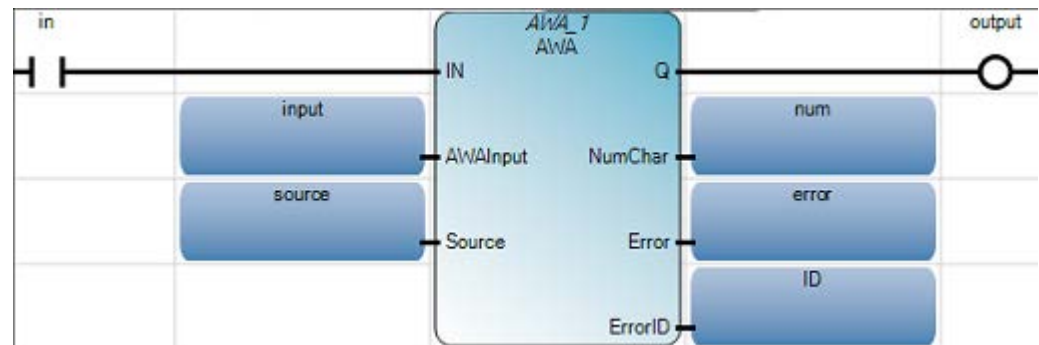 in
AWA_1
AWA
output
IN
Q
input
num
AWAInput
NumChar
source
error
Source
Error
ID
ErrorID